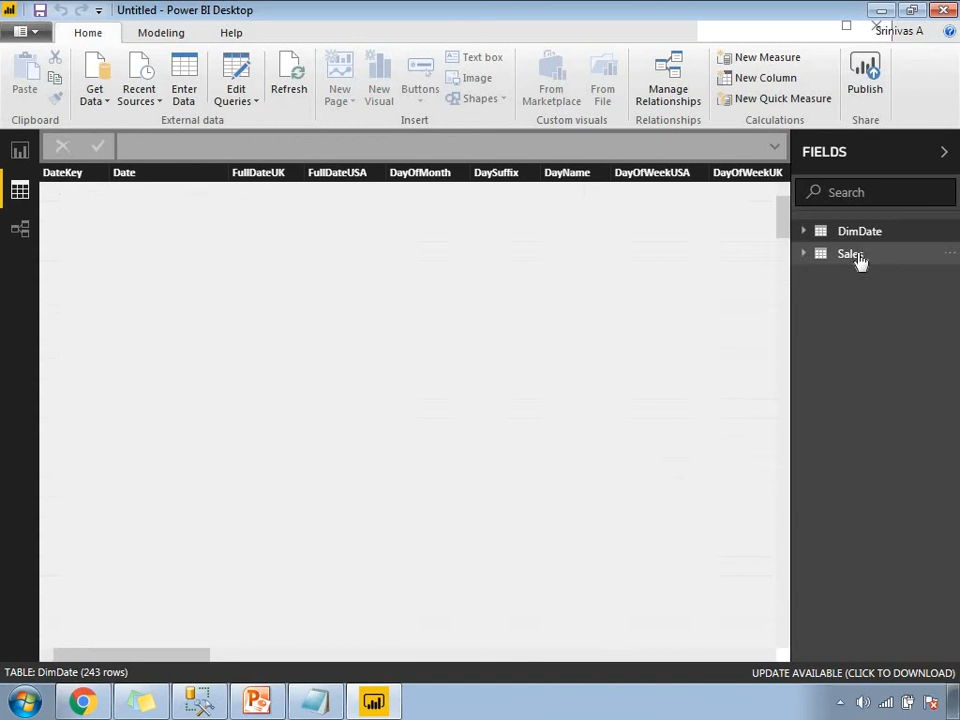 Untitled - Power BI Desktop
Home
Modeling
Help
Srinivas A
Paste
Get Data
Recent Sources
Enter Data
Edit Queries
Refresh
New Page
New Visual
Buttons
Text box
Image
Shapes
From Marketplace
From File
Manage Relationships
New Measure
New Column
New Quick Measure
Publish
Clipboard
External data
Insert
Custom visuals
Relationships
Calculations
Share
DateKey
Date
FullDateUK
FullDateUSA
DayOfMonth
DaySuffix
DayName
DayOfWeekUSA
DayOfWeekUK
FIELDS
Search
DimDate
Sales
TABLE: DimDate (243 rows)
UPDATE AVAILABLE (CLICK TO DOWNLOAD)